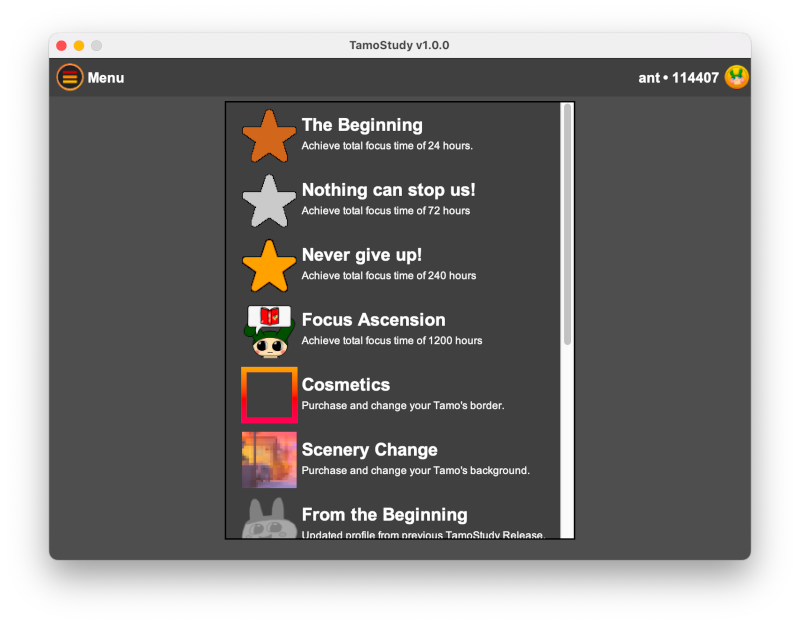 TamoStudy v1.0.0
Menu
ant • 114407
The Beginning
Achieve total focus time of 24 hours.
Nothing can stop us!
Achieve total focus time of 72 hours
Never give up!
Achieve total focus time of 240 hours
Focus Ascension
Achieve total focus time of 1200 hours
Cosmetics
Purchase and change your Tamo's border.
Scenery Change
Purchase and change your Tamo's background.
From the Beginning
Updated profile from previous TamoStudy Release.